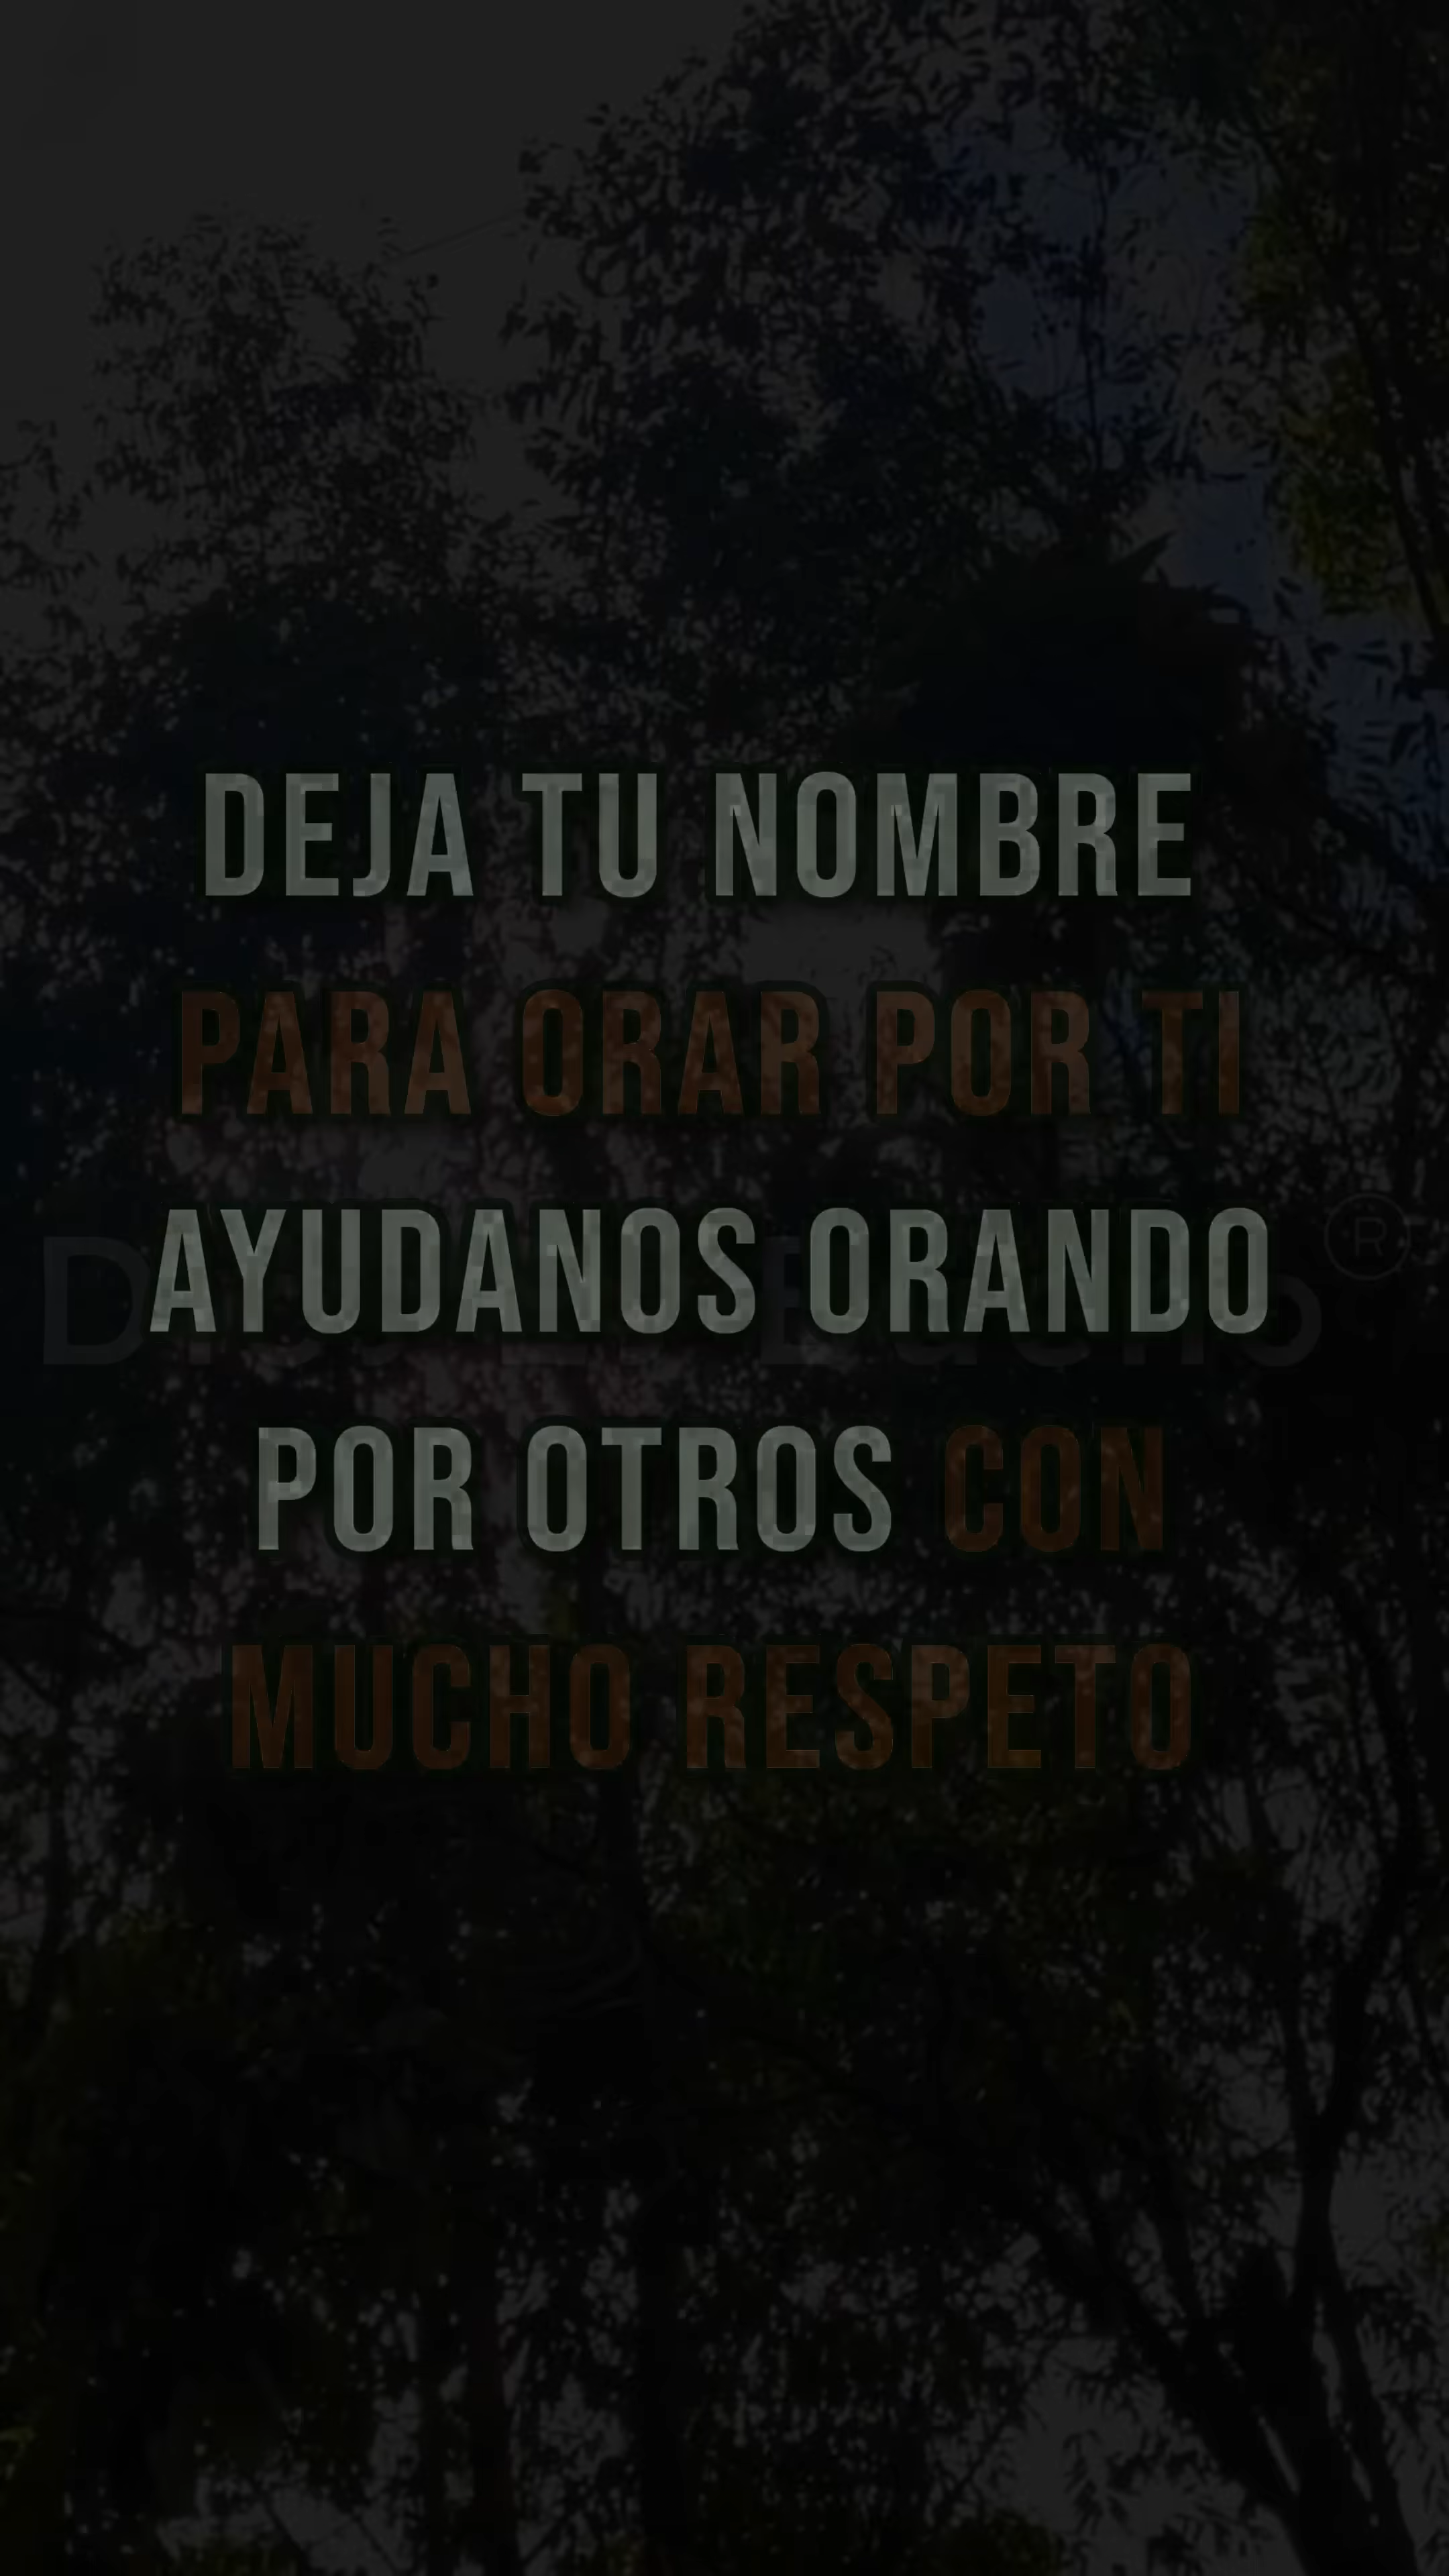 DEJA TU NOMBRE
PARA ORAR POR TI
AYUDANOS ORANDO
POR OTROS CON
MUCHO RESPETO
®